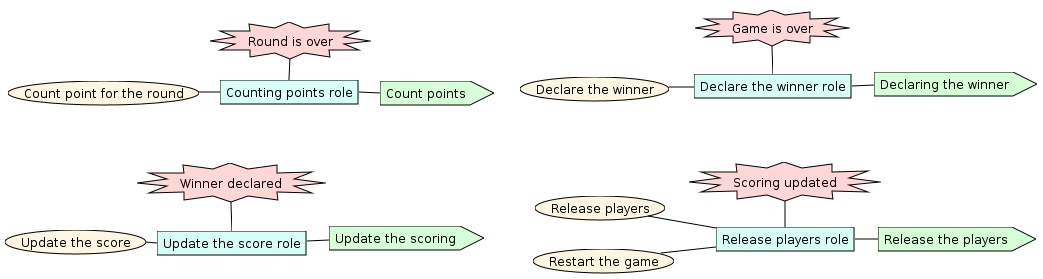 Round is over
Count point for the round
Counting points role
Count points
Game is over
Declare the winner
Declare the winner role
Declaring the winner
Winner declared
Update the score
Update the score role
Update the scoring
Scoring updated
Release players
Release players role
Release the players
Restart the game